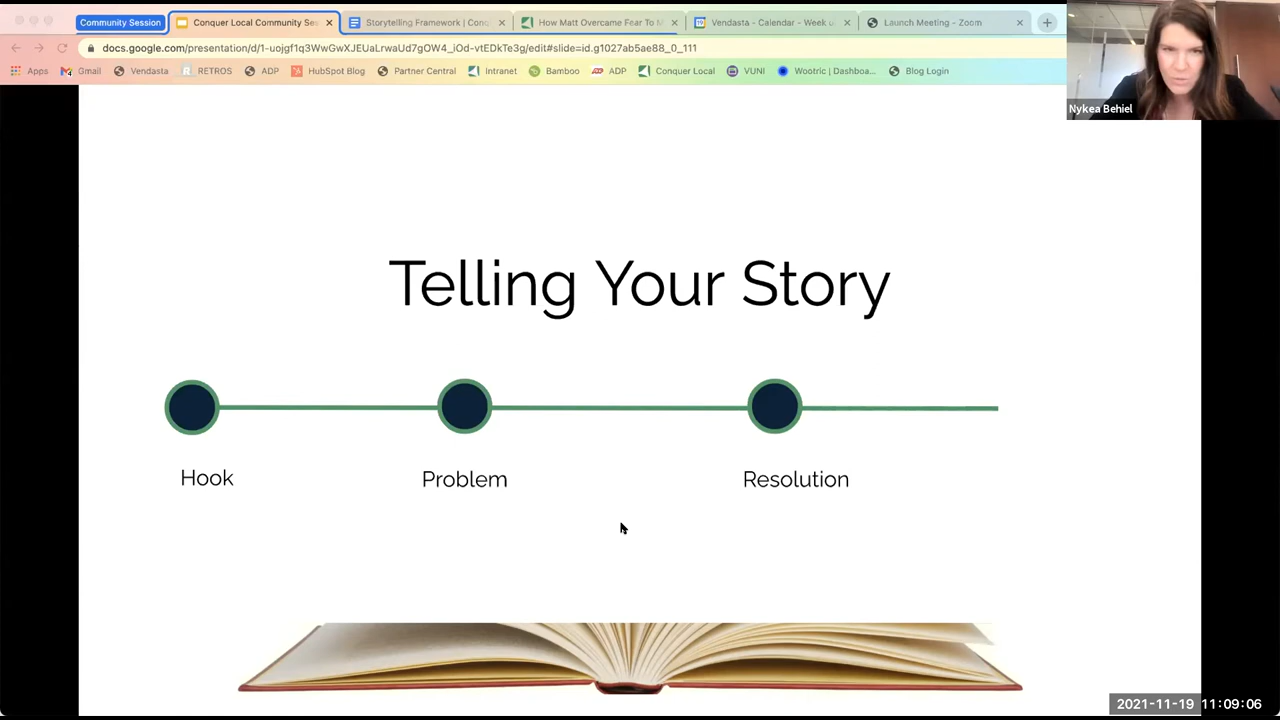 Community Session
Conquer Local Community Ses
Storytelling Framework | Conq
How Matt Overcame Fear To M
Vendasta - Calendar - Week o
Launch Meeting - Zoom
docs.google.com/presentation/d/1-uojgf1q3WwGwXJEUaLrwaUd7gOW4_iOd-vtEDkTe3g/edit#slide=id.g1027ab5ae88_0_111
Apps
Gmail
Vendasta
RETROS
ADP
HubSpot Blog
Partner Central
Intranet
Bamboo
ADP
Conquer Local
VUNI
Wootric | Dashboa...
Blog Login
Nykea Behiel
Telling Your Story
Hook
Problem
Resolution
2021-11-19 11:09:06